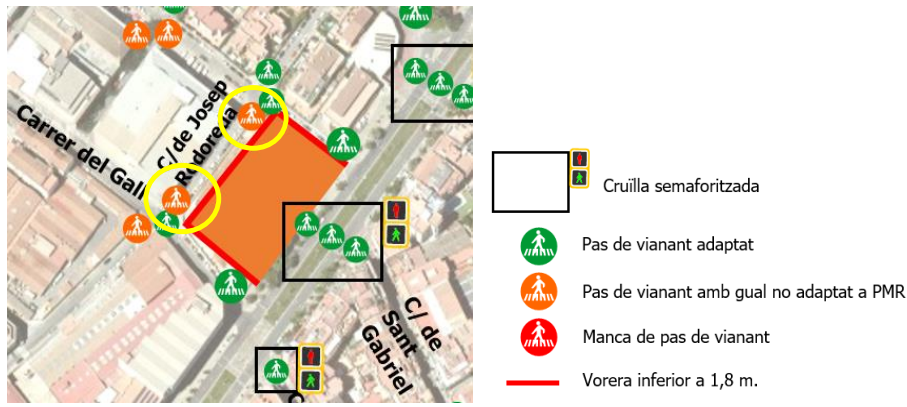 Carrer del Gall
C/ de Josep
Rodoreda
C/ de
Sant
Gabriel
C
Cruïlla semaforitzada
Pas de vianant adaptat
Pas de vianant amb gual no adaptat a PMR
Manca de pas de vianant
Vorera inferior a 1,8 m.